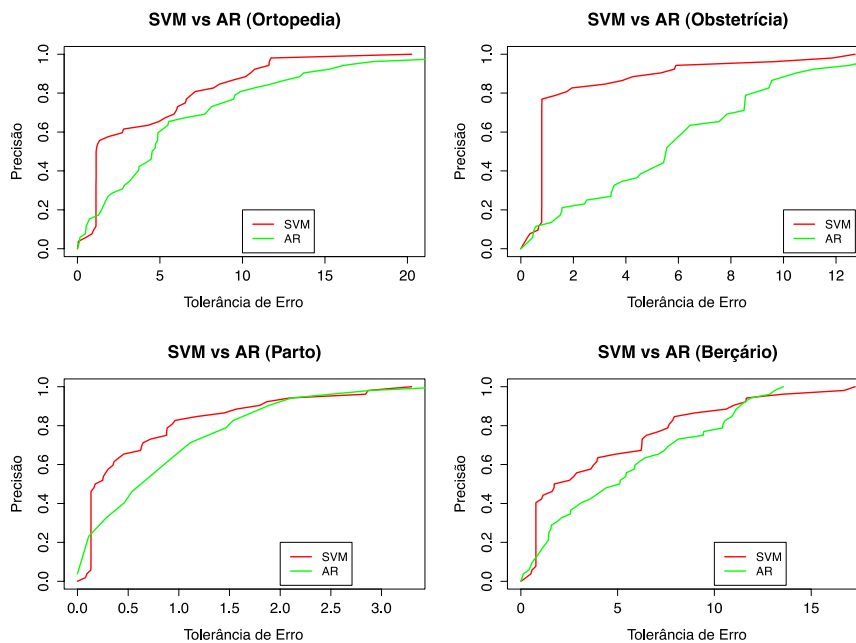 SVM vs AR (Ortopedia)
Precisão
0.0 0.2 0.4 0.6 0.8 1.0
SVM
AR
0 5 10 15 20
Tolerância de Erro
SVM vs AR (Obstetrícia)
Precisão
0.0 0.2 0.4 0.6 0.8 1.0
SVM
AR
0 2 4 6 8 10 12
Tolerância de Erro
SVM vs AR (Parto)
Precisão
0.0 0.2 0.4 0.6 0.8 1.0
SVM
AR
0.0 0.5 1.0 1.5 2.0 2.5 3.0
Tolerância de Erro
SVM vs AR (Berçário)
Precisão
0.0 0.2 0.4 0.6 0.8 1.0
SVM
AR
0 5 10 15
Tolerância de Erro